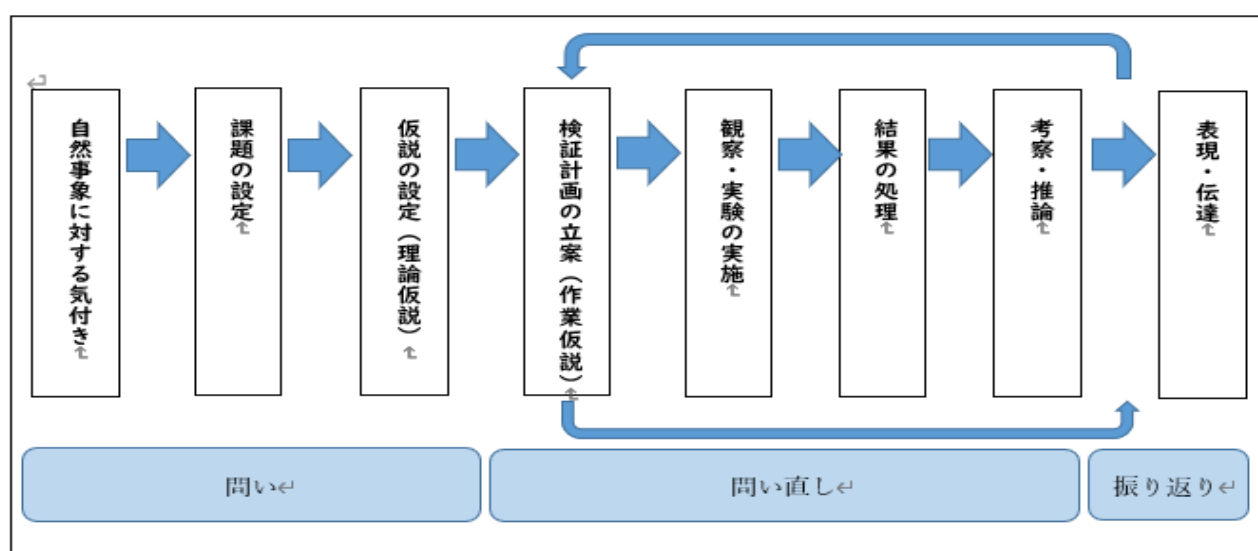 自然事象に対する気付き
課題の設定
仮説の設定（理論仮説）
検証計画の立案（作業仮説）
観察・実験の実施
結果の処理
考察・推論
表現・伝達
問い
問い直し
振り返り